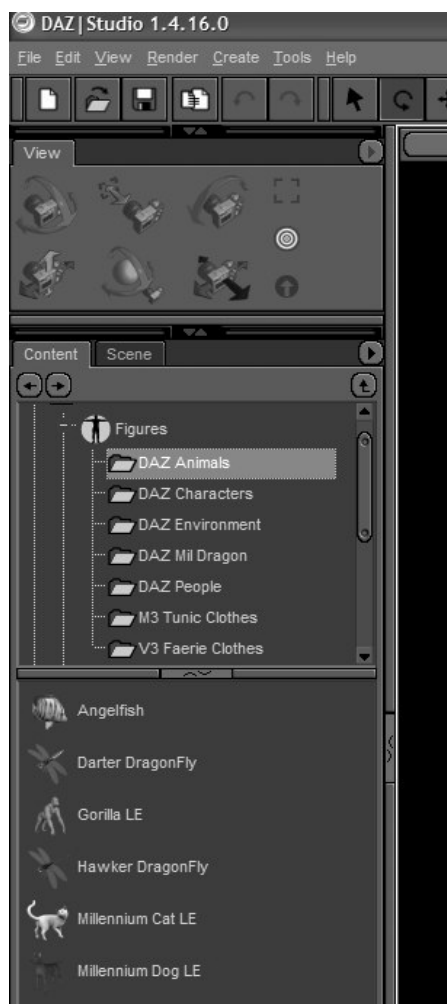 DAZ|Studio 1.4.16.0
File Edit View Render Create Tools Help
View
Content Scene
Figures
DAZ Animals
DAZ Characters
DAZ Environment
DAZ Mil Dragon
DAZ People
M3 Tunic Clothes
V3 Faerie Clothes
Angelfish
Darter DragonFly
Gorilla LE
Hawker DragonFly
Millennium Cat LE
Millennium Dog LE